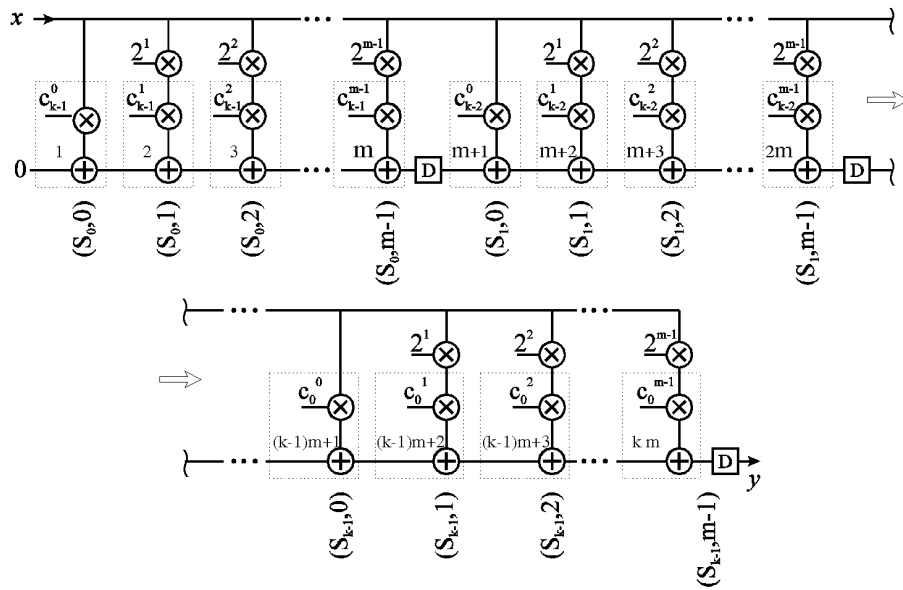 x
2^1 2^2 ... 2^{m-1} 2^1 2^2 ... 2^{m-1}
c_{k-1}^0 c_{k-1}^1 c_{k-1}^2 c_{k-1}^{m-1} c_{k-2}^0 c_{k-2}^1 c_{k-2}^2 c_{k-2}^{m-1}
1 2 3 m m+1 m+2 m+3 2m
0 ... D ... D
(S_0,0) (S_0,1) (S_0,2) (S_0,m-1) (S_1,0) (S_1,1) (S_1,2) (S_1,m-1)
2^1 2^2 2^{m-1}
c_0^0 c_0^1 c_0^2 c_0^{m-1}
(k-1)m+1 (k-1)m+2 (k-1)m+3 k m
D
y
(S_{k-1},0) (S_{k-1},1) (S_{k-1},2) (S_{k-1},m-1)